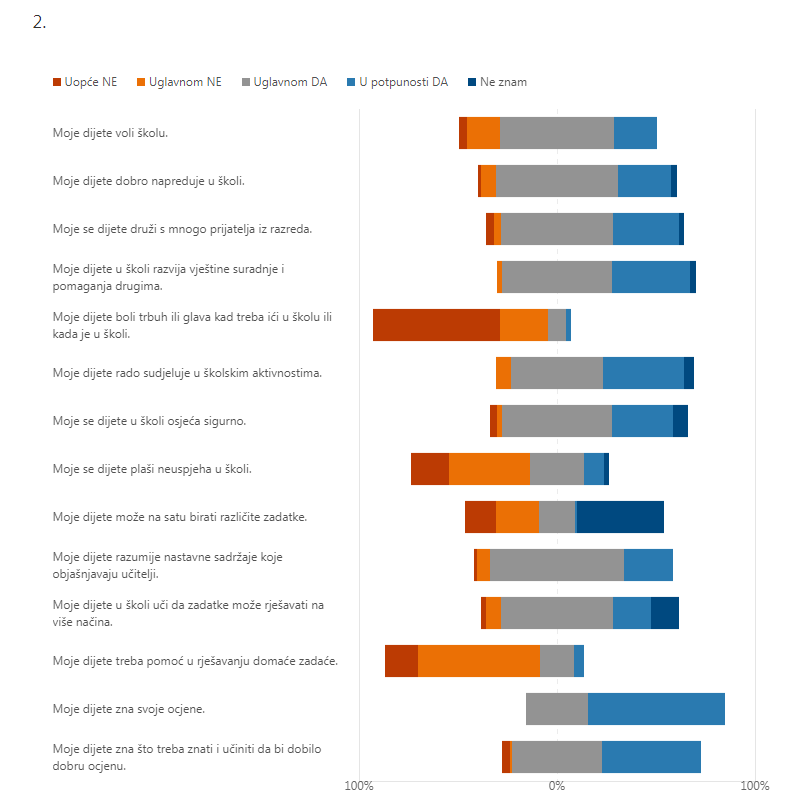 2.
Uopće NE Uglavnom NE Uglavnom DA U potpunosti DA Ne znam
Moje dijete voli školu.
Moje dijete dobro napreduje u školi.
Moje se dijete druži s mnogo prijatelja iz razreda.
Moje dijete u školi razvija vještine suradnje i
pomaganja drugima.
Moje dijete boli trbuh ili glava kad treba ići u školu ili
kada je u školi.
Moje dijete rado sudjeluje u školskim aktivnostima.
Moje se dijete u školi osjeća sigurno.
Moje se dijete plaši neuspjeha u školi.
Moje dijete može na satu birati različite zadatke.
Moje dijete razumije nastavne sadržaje koje
objašnjavaju učitelji.
Moje dijete u školi uči da zadatke može rješavati na
više načina.
Moje dijete treba pomoć u rješavanju domaće zadaće.
Moje dijete zna svoje ocjene.
Moje dijete zna što treba znati i učiniti da bi dobilo
dobru ocjenu.
100% 0% 100%